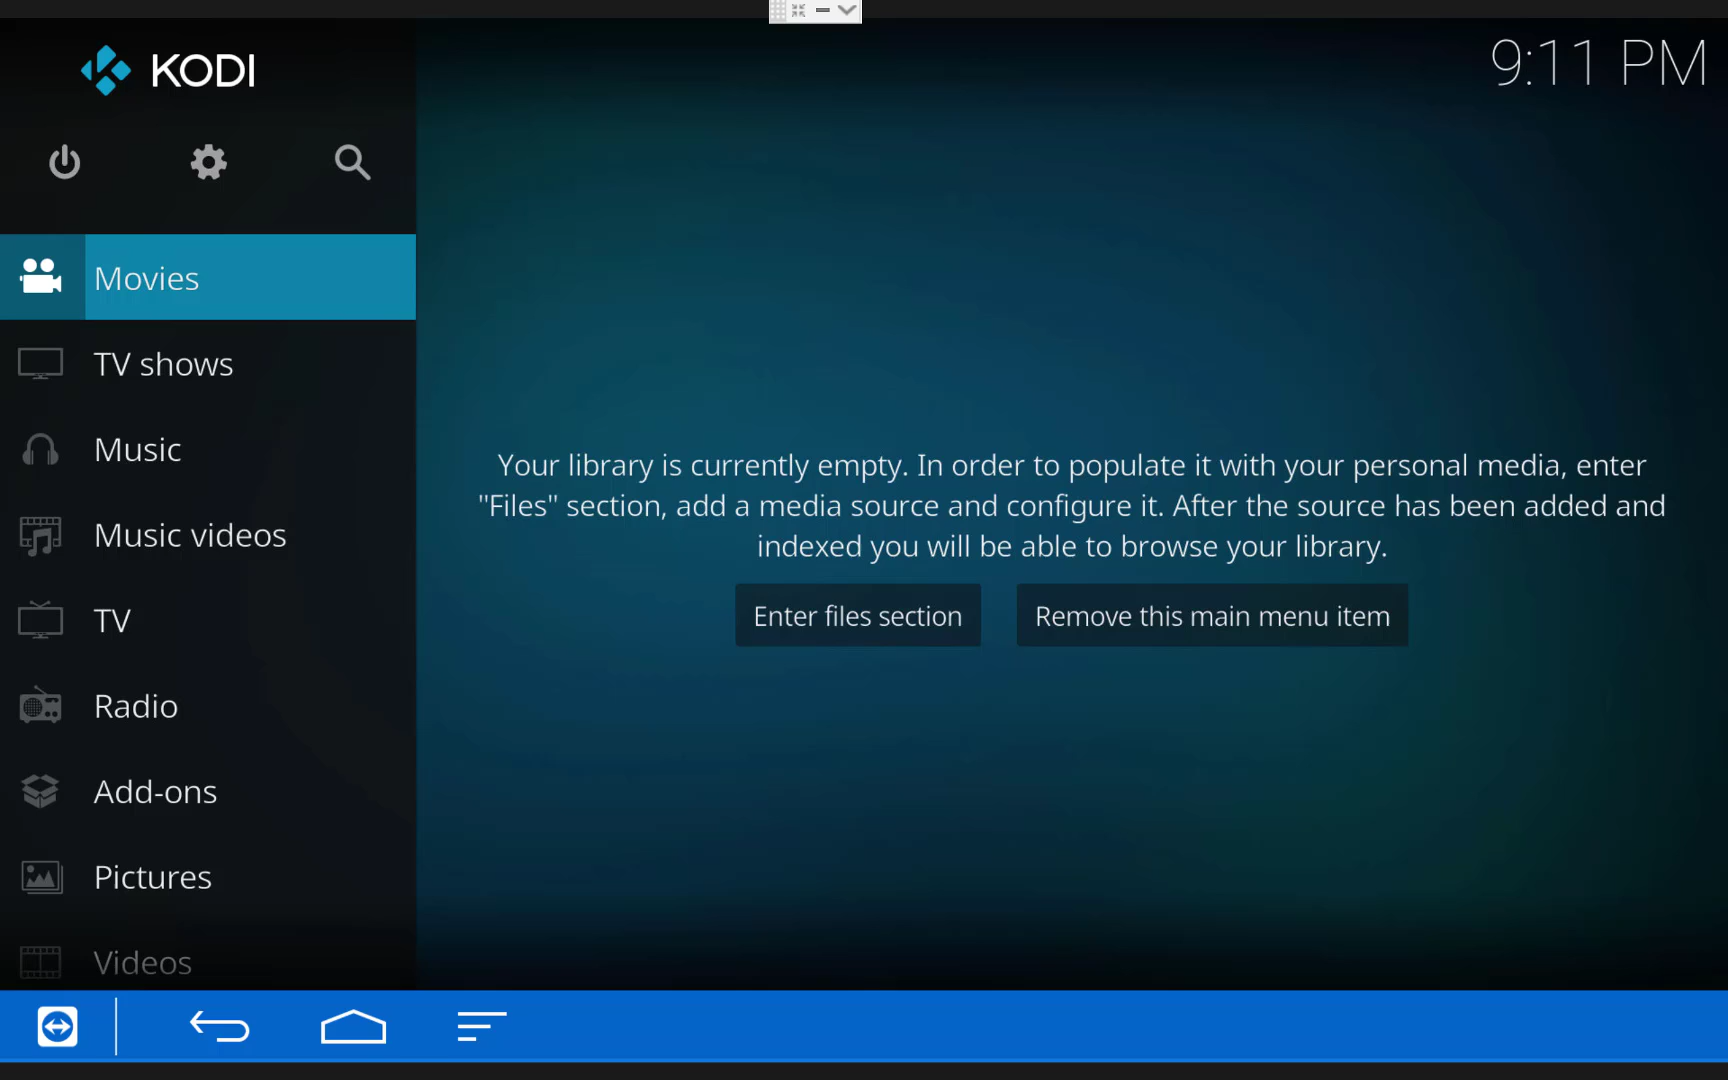 KODI
9:11 PM
Movies
TV shows
Music
Music videos
TV
Radio
Add-ons
Pictures
Videos
Your library is currently empty. In order to populate it with your personal media, enter
"Files" section, add a media source and configure it. After the source has been added and
indexed you will be able to browse your library.
Enter files section
Remove this main menu item